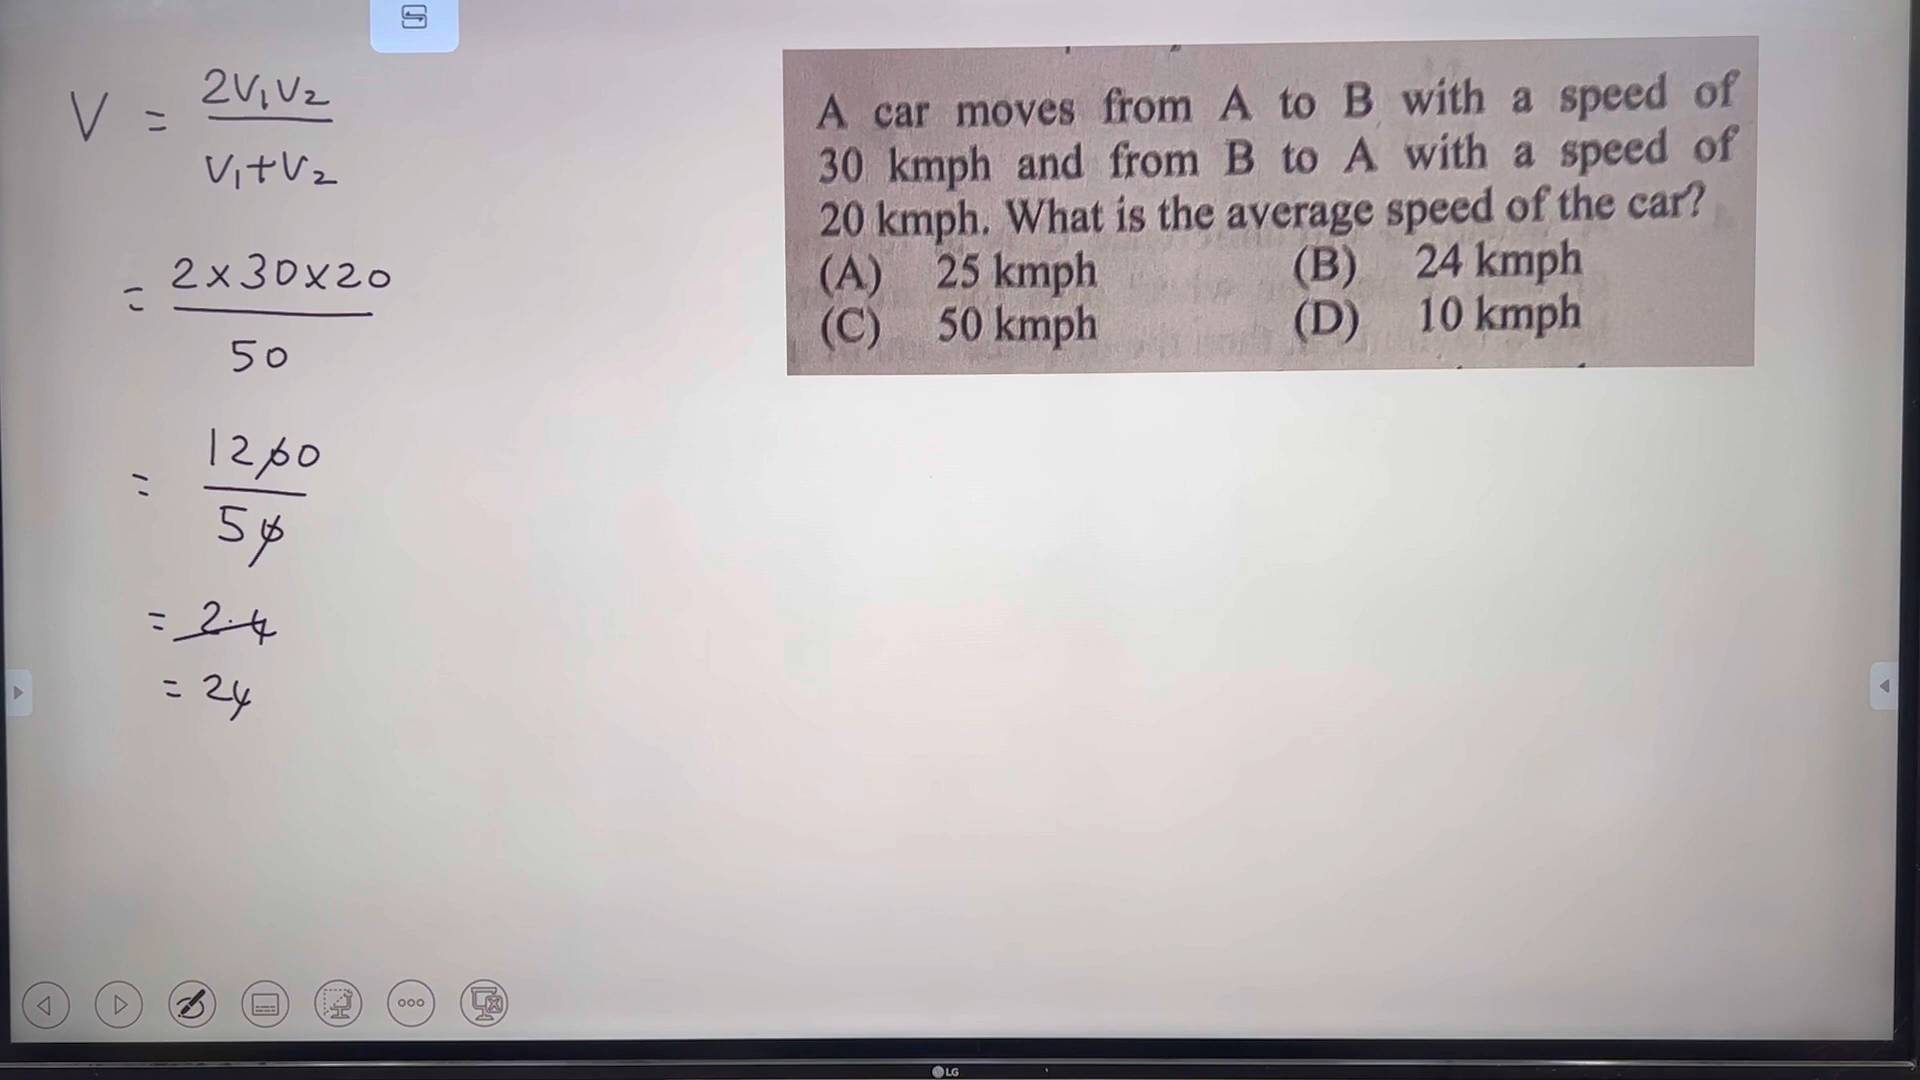 V = 2V₁V₂
V₁+V₂
= 2×30×20
50
= 1200
50
= 2.4
= 24
A car moves from A to B with a speed of
30 kmph and from B to A with a speed of
20 kmph. What is the average speed of the car?
(A) 25 kmph (B) 24 kmph
(C) 50 kmph (D) 10 kmph
LG